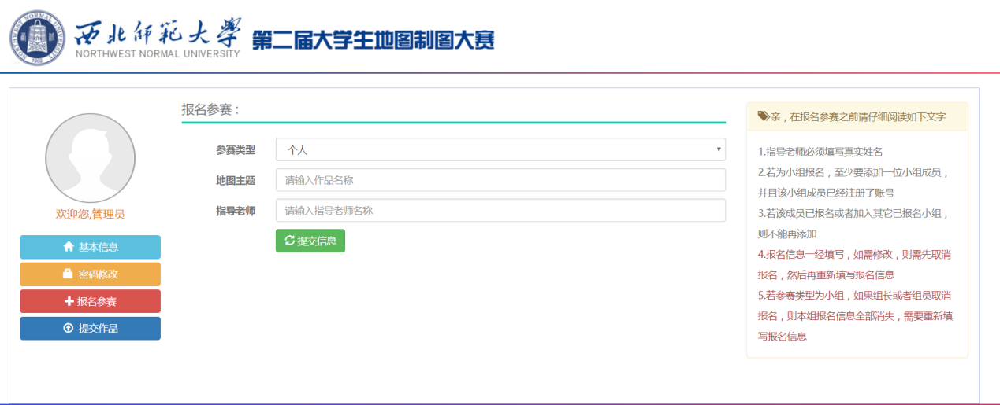 西北师范大学
NORTHWEST NORMAL UNIVERSITY
第二届大学生地图制图大赛
NORTHWEST NORMAL UNIVERSITY
1902
欢迎您,管理员
基本信息
密码修改
报名参赛
提交作品
报名参赛：
参赛类型 个人
地图主题 请输入作品名称
指导老师 请输入指导老师名称
提交信息
亲，在报名参赛之前请仔细阅读如下文字
1.指导老师必须填写真实姓名
2.若为小组报名，至少要添加一位小组成员，
并且该小组成员已经注册了账号
3.若该成员已报名或者加入其它已报名小组，
则不能再添加
4.报名信息一经填写，如需修改，则需先取消
报名，然后再重新填写报名信息
5.若参赛类型为小组，如果组长或者组员取消
报名，则本组报名信息全部消失，需要重新填
写报名信息